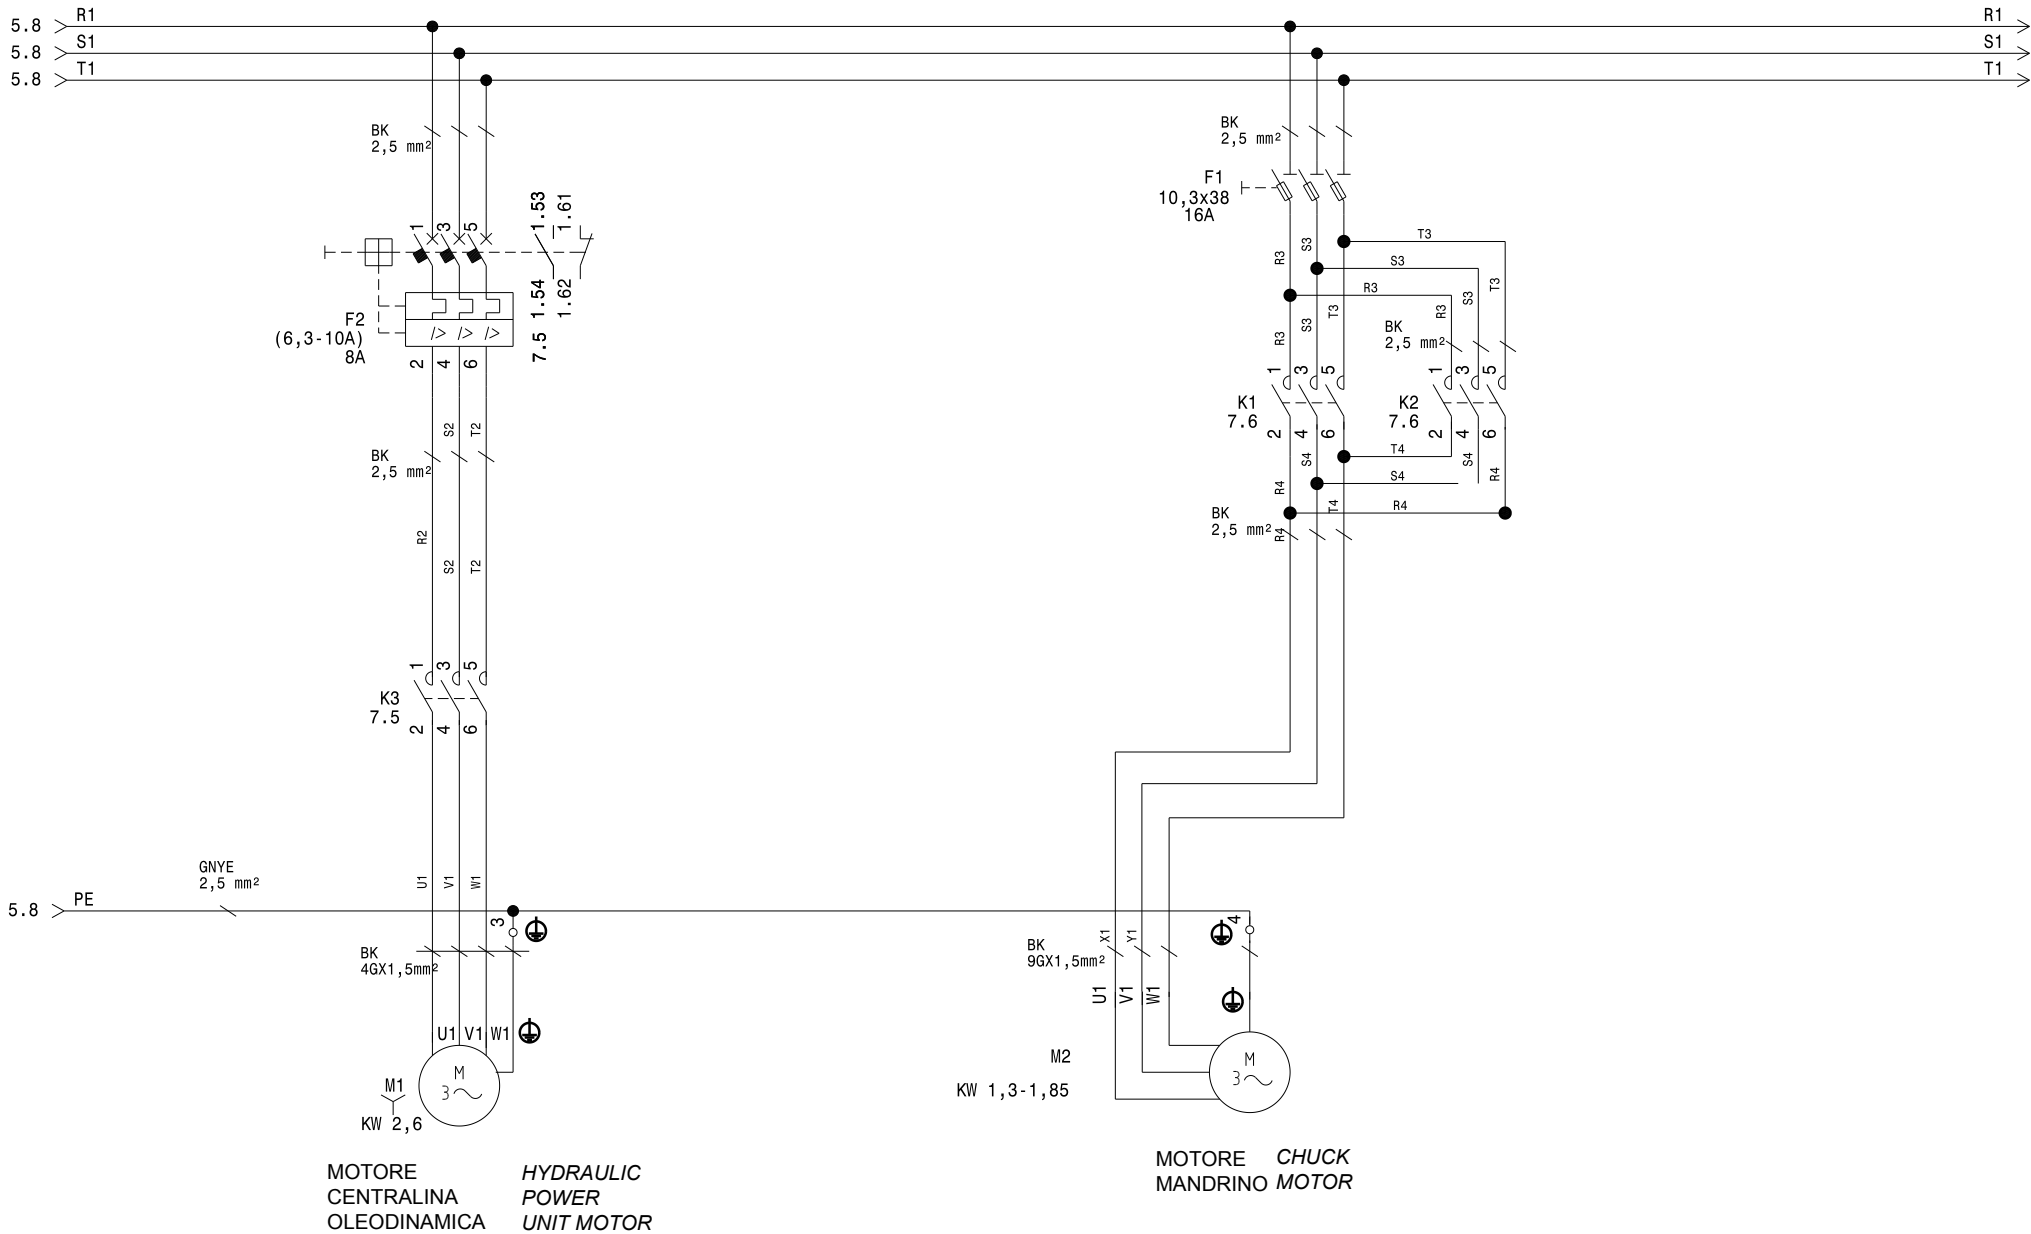 5.8 R1 R1
5.8 S1 S1
5.8 T1 T1
BK
2,5 mm²
BK
2,5 mm²
1 3 5
1.53 1.61
1.54 1.62
7.5
F2
(6,3-10A)
8A
/> /> />
2 4 6
S2 T2
BK
2,5 mm²
R2
S2 T2
1 3 5
K3
7.5
2 4 6
F1
10,3x38
16A
R3 S3 T3
S3
R3
R3 S3 T3
R3 S3 T3
BK
2,5 mm²
1 3 5
1 3 5
K1
7.6
K2
7.6
2 4 6
2 4 6
T4
S4 S4
S4
R4 T4 R4
R4
BK
2,5 mm²
R4
GNYE
2,5 mm²
U1 V1 W1
5.8 PE
3
4
BK
4GX1,5mm²
BK
9GX1,5mm²
X1 Y1
U1 V1 W1
U1 V1 W1
M
3
M1
KW 2,6
M
3
M2
KW 1,3-1,85
MOTORE
CENTRALINA
OLEODINAMICA
HYDRAULIC
POWER
UNIT MOTOR
MOTORE
MANDRINO
CHUCK
MOTOR